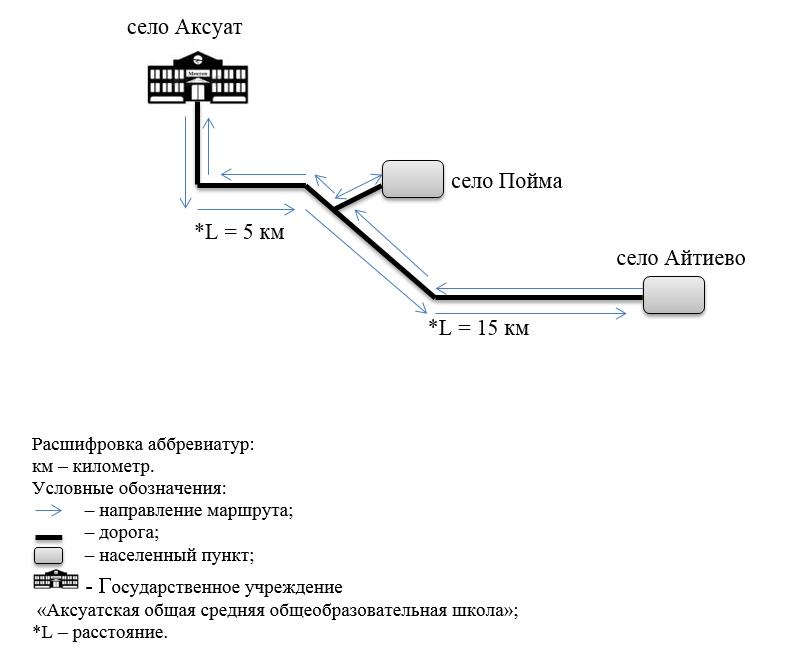 село Аксуат
Мектеп
село Пойма
*L = 5 км
село Айтиево
*L = 15 км
Расшифровка аббревиатур:
км – километр.
Условные обозначения:
– направление маршрута;
– дорога;
– населенный пункт;
- Государственное учреждение
«Аксуатская общая средняя общеобразовательная школа»;
*L – расстояние.